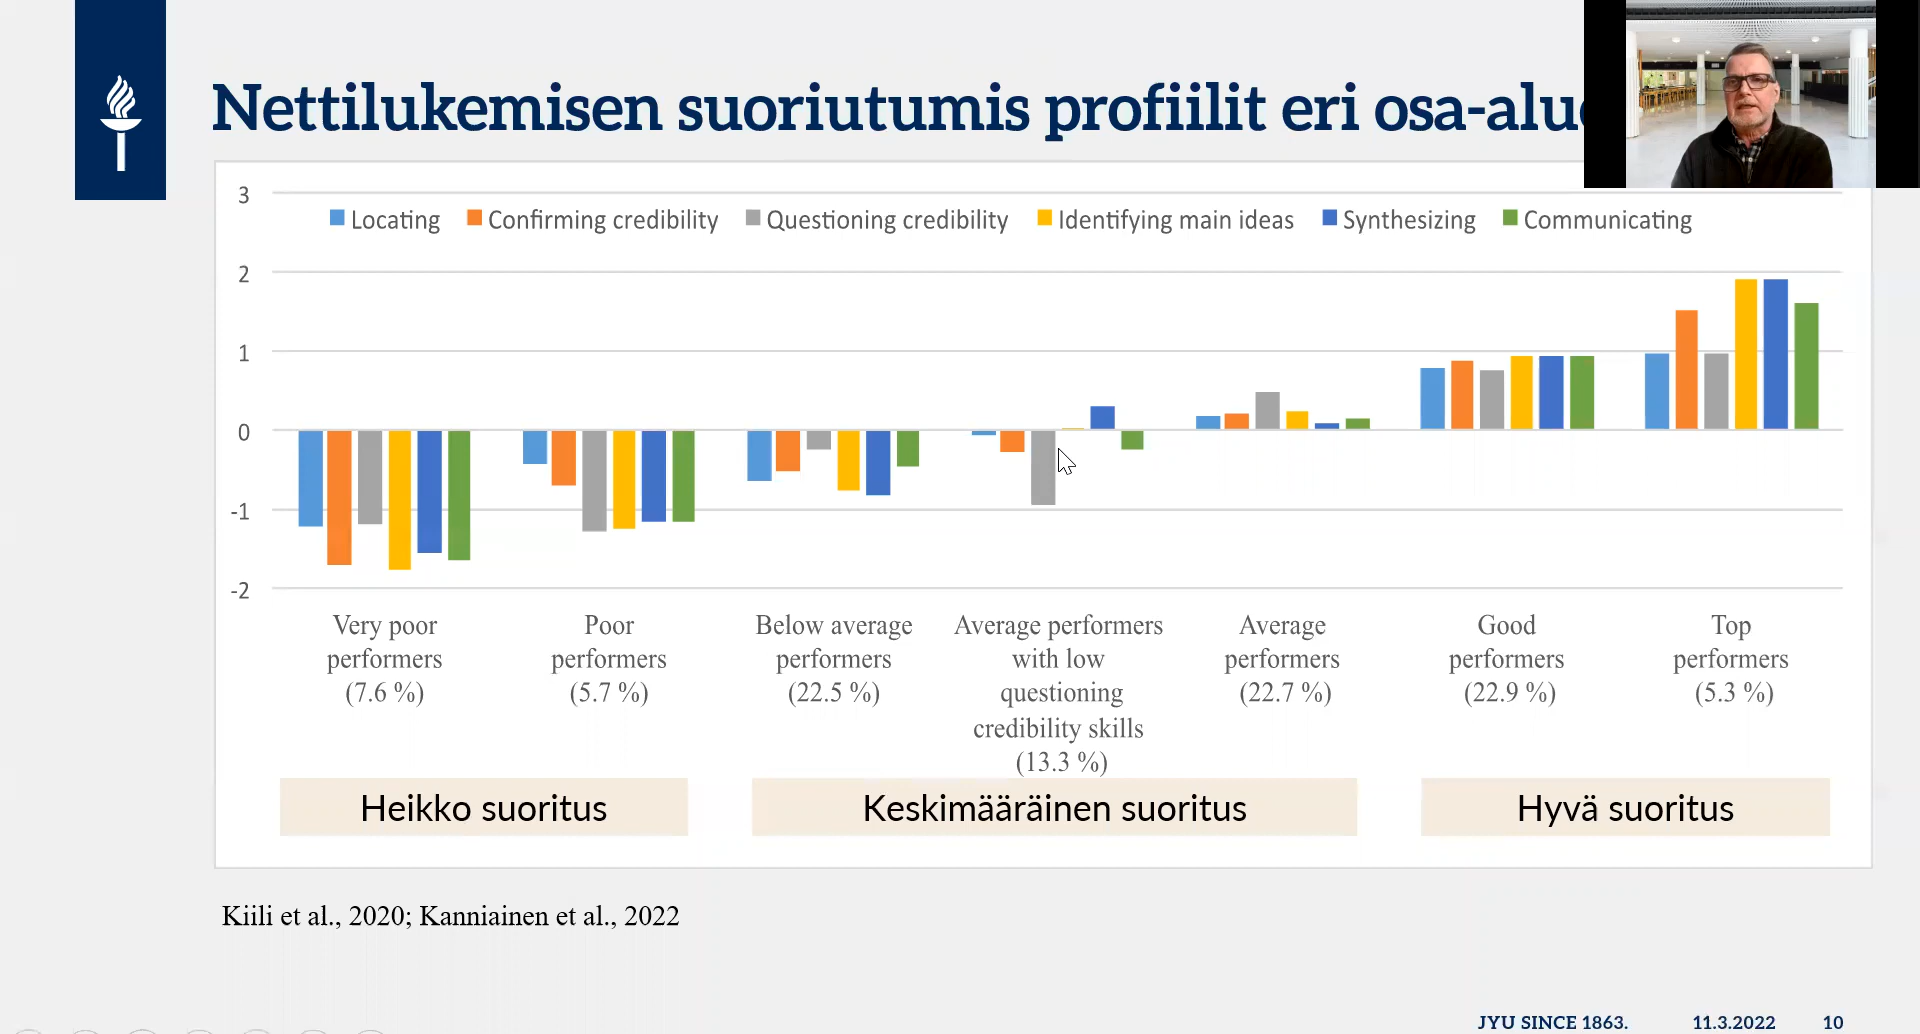 Nettilukemisen suoriutumis profiilit eri
3
Locating Confirming credibility Questioning credibility Identifying main ideas Synthesizing Communicating
2
1
0
-1
-2
Very poor
performers
(7.6 %)
Poor
performers
(5.7 %)
Below average
performers
(22.5 %)
Average performers
with low
questioning
credibility skills
(13.3 %)
Average
performers
(22.7 %)
Good
performers
(22.9 %)
Top
performers
(5.3 %)
Heikko suoritus
Keskimääräinen suoritus
Hyvä suoritus
Kiili et al., 2020; Kanniainen et al., 2022
JYU SINCE 1863. 11.3.2022 10